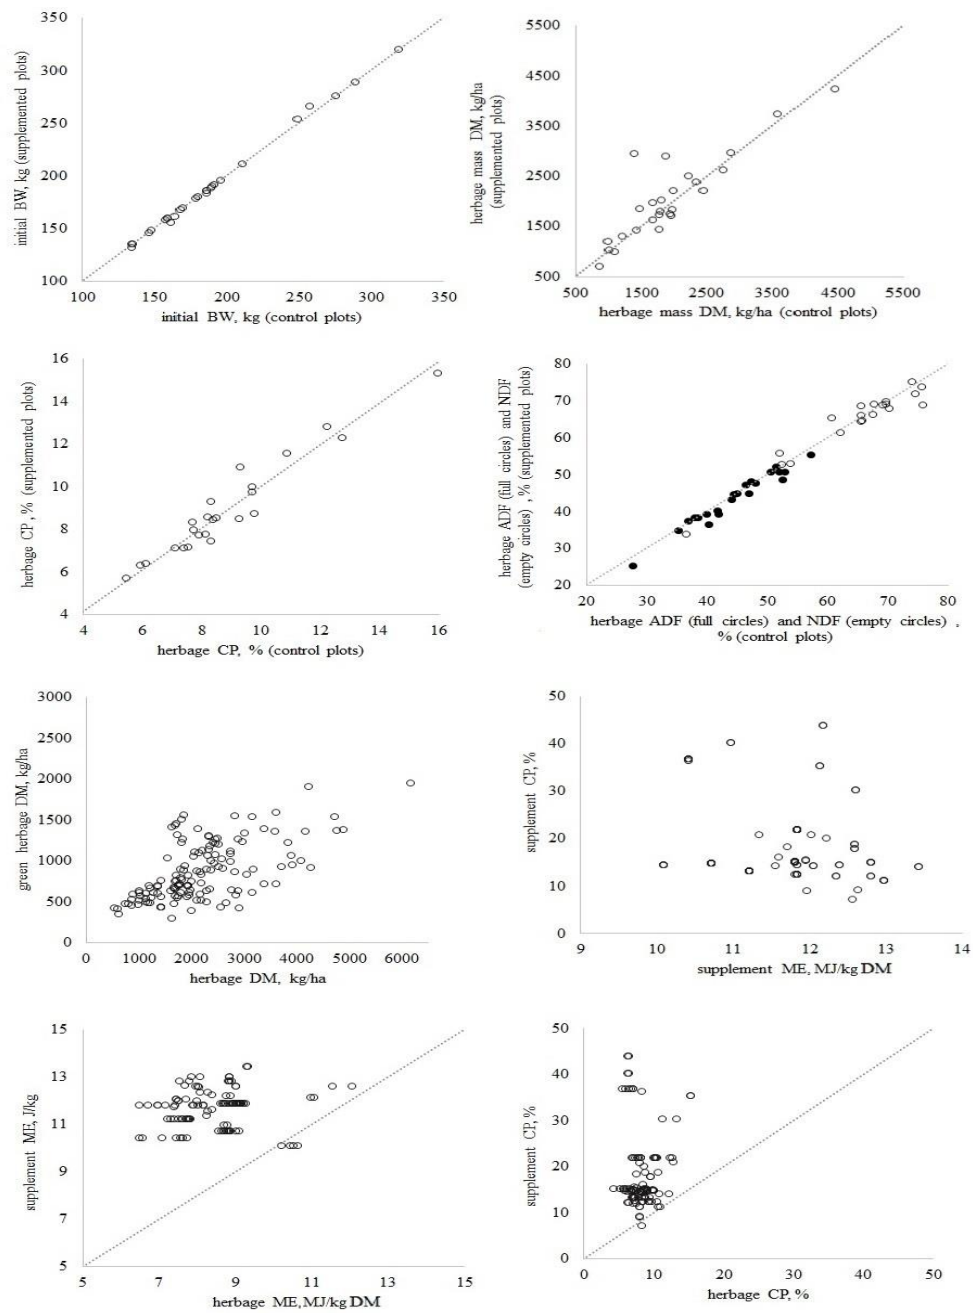 350
300
250
200
150
100
100 150 200 250 300 350
initial BW, kg (supplemented plots)
initial BW, kg (control plots)
5500
4500
3500
2500
1500
500
500 1500 2500 3500 4500 5500
herbage mass DM, kg/ha
(supplemented plots)
herbage mass DM, kg/ha (control plots)
16
14
12
10
8
6
4
4 6 8 10 12 14 16
herbage CP, % (supplemented plots)
herbage CP, % (control plots)
80
70
60
50
40
30
20
20 30 40 50 60 70 80
herbage ADF (full circles) and NDF
(empty circles) , % (supplemented plots)
herbage ADF (full circles) and NDF (empty circles) ,
% (control plots)
3000
2500
2000
1500
1000
500
0
0 1000 2000 3000 4000 5000 6000
green herbage DM, kg/ha
herbage DM, kg/ha
50
40
30
20
10
0
9 10 11 12 13 14
supplement CP, %
supplement ME, MJ/kg DM
15
13
11
9
7
5
5 7 9 11 13 15
supplement ME, J/kg
herbage ME, MJ/kg DM
50
40
30
20
10
0
0 10 20 30 40 50
supplement CP, %
herbage CP, %